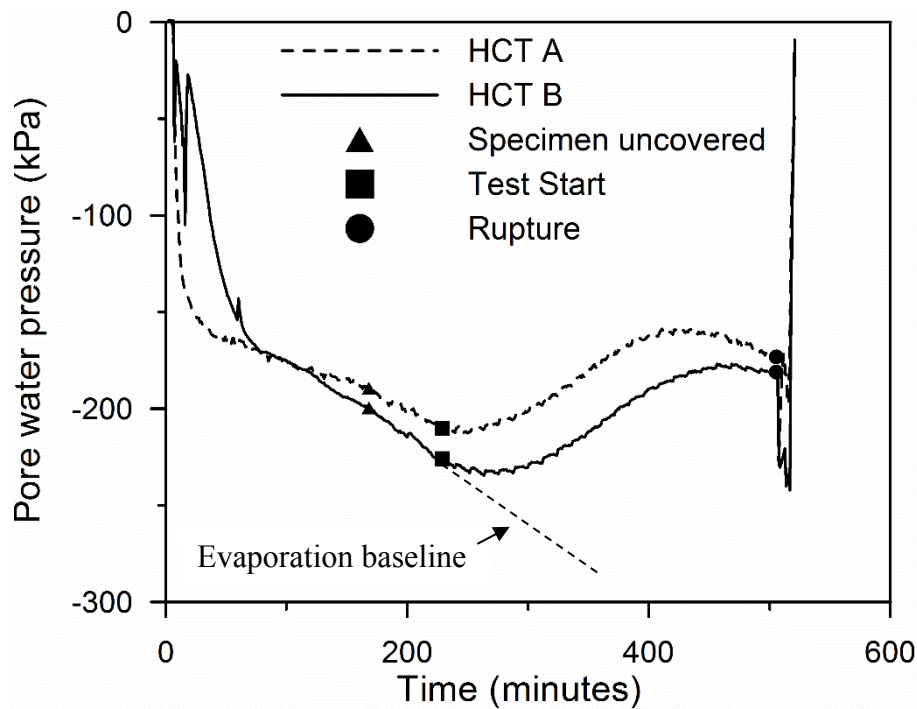 0
-100
-200
-300
Pore water pressure (kPa)
HCT A
HCT B
Specimen uncovered
Test Start
Rupture
Evaporation baseline
0
200
400
600
Time (minutes)